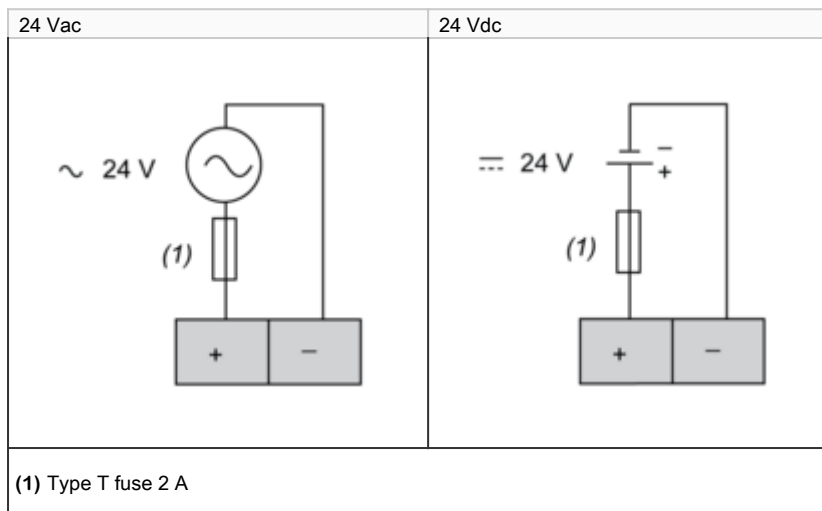 24 Vac
24 Vdc
∼ 24 V
(1)
+ −
⎓ 24 V
−
+
(1)
+ −
(1) Type T fuse 2 A